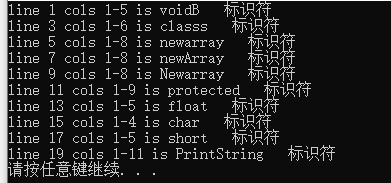 line 1 cols 1-5 is voidB   标识符
line 3 cols 1-6 is classs   标识符
line 5 cols 1-8 is newarray   标识符
line 7 cols 1-8 is newArray   标识符
line 9 cols 1-8 is Newarray   标识符
line 11 cols 1-9 is protected   标识符
line 13 cols 1-5 is float   标识符
line 15 cols 1-4 is char   标识符
line 17 cols 1-5 is short   标识符
line 19 cols 1-11 is PrintString   标识符
请按任意键继续. . .